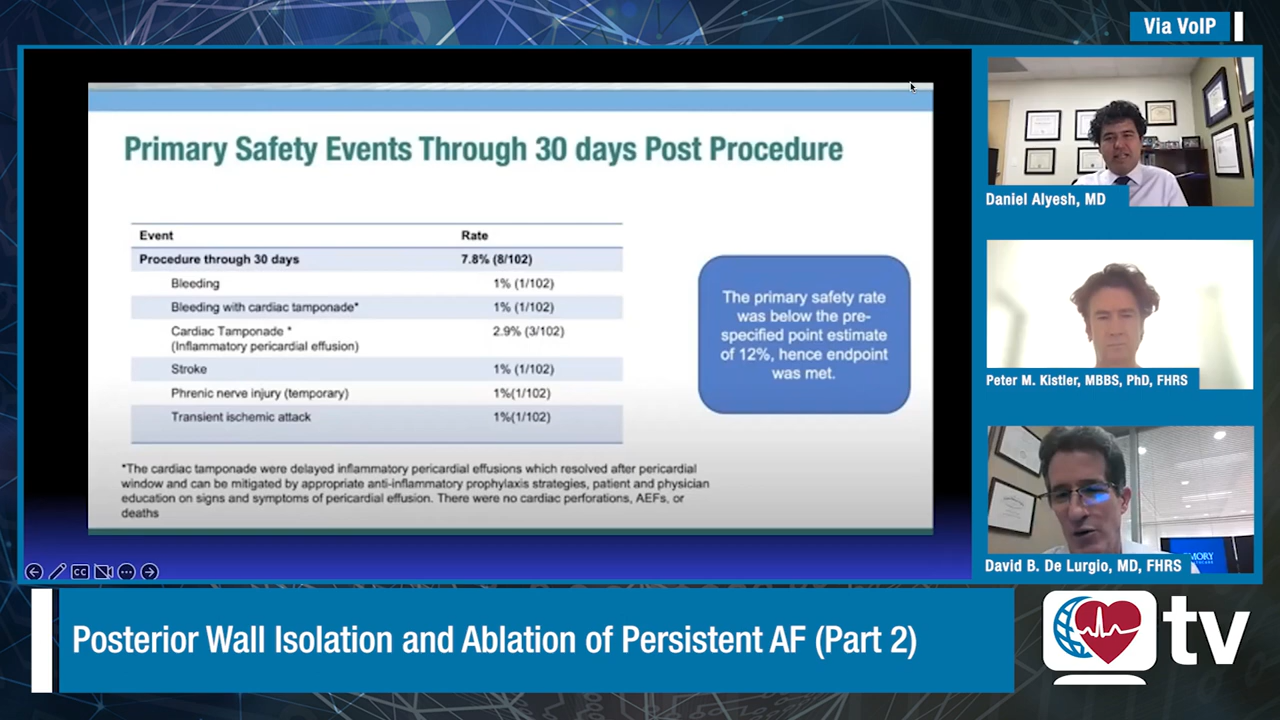 Via VoIP
Primary Safety Events Through 30 days Post Procedure
Event Rate
Procedure through 30 days 7.8% (8/102)
Bleeding 1% (1/102)
Bleeding with cardiac tamponade* 1% (1/102)
Cardiac Tamponade * 2.9% (3/102)
(Inflammatory pericardial effusion)
Stroke 1% (1/102)
Phrenic nerve injury (temporary) 1%(1/102)
Transient ischemic attack 1%(1/102)
The primary safety rate
was below the pre-
specified point estimate
of 12%, hence endpoint
was met.
*The cardiac tamponade were delayed inflammatory pericardial effusions which resolved after pericardial
window and can be mitigated by appropriate anti-inflammatory prophylaxis strategies, patient and physician
education on signs and symptoms of pericardial effusion. There were no cardiac perforations, AEFs, or
deaths
CC
Daniel Alyesh, MD
Peter M. Kistler, MBBS, PhD, FHRS
EMORY
David B. De Lurgio, MD, FHRS
Posterior Wall Isolation and Ablation of Persistent AF (Part 2)
tv